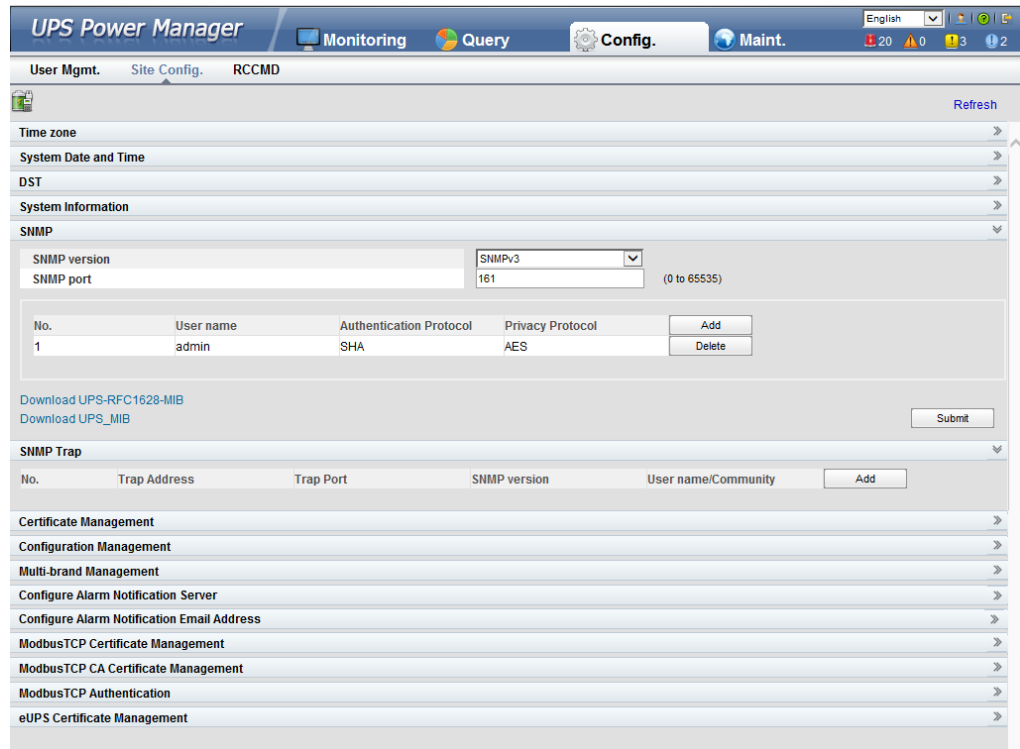 UPS Power Manager
Monitoring
Query
Config.
Maint.
English
20 0 3 2
User Mgmt. Site Config. RCCMD
Refresh
Time zone
System Date and Time
DST
System Information
SNMP
SNMP version SNMPv3
SNMP port 161 (0 to 65535)
No. User name Authentication Protocol Privacy Protocol Add
1 admin SHA AES Delete
Download UPS-RFC1628-MIB
Download UPS_MIB
Submit
SNMP Trap
No. Trap Address Trap Port SNMP version User name/Community Add
Certificate Management
Configuration Management
Multi-brand Management
Configure Alarm Notification Server
Configure Alarm Notification Email Address
ModbusTCP Certificate Management
ModbusTCP CA Certificate Management
ModbusTCP Authentication
eUPS Certificate Management